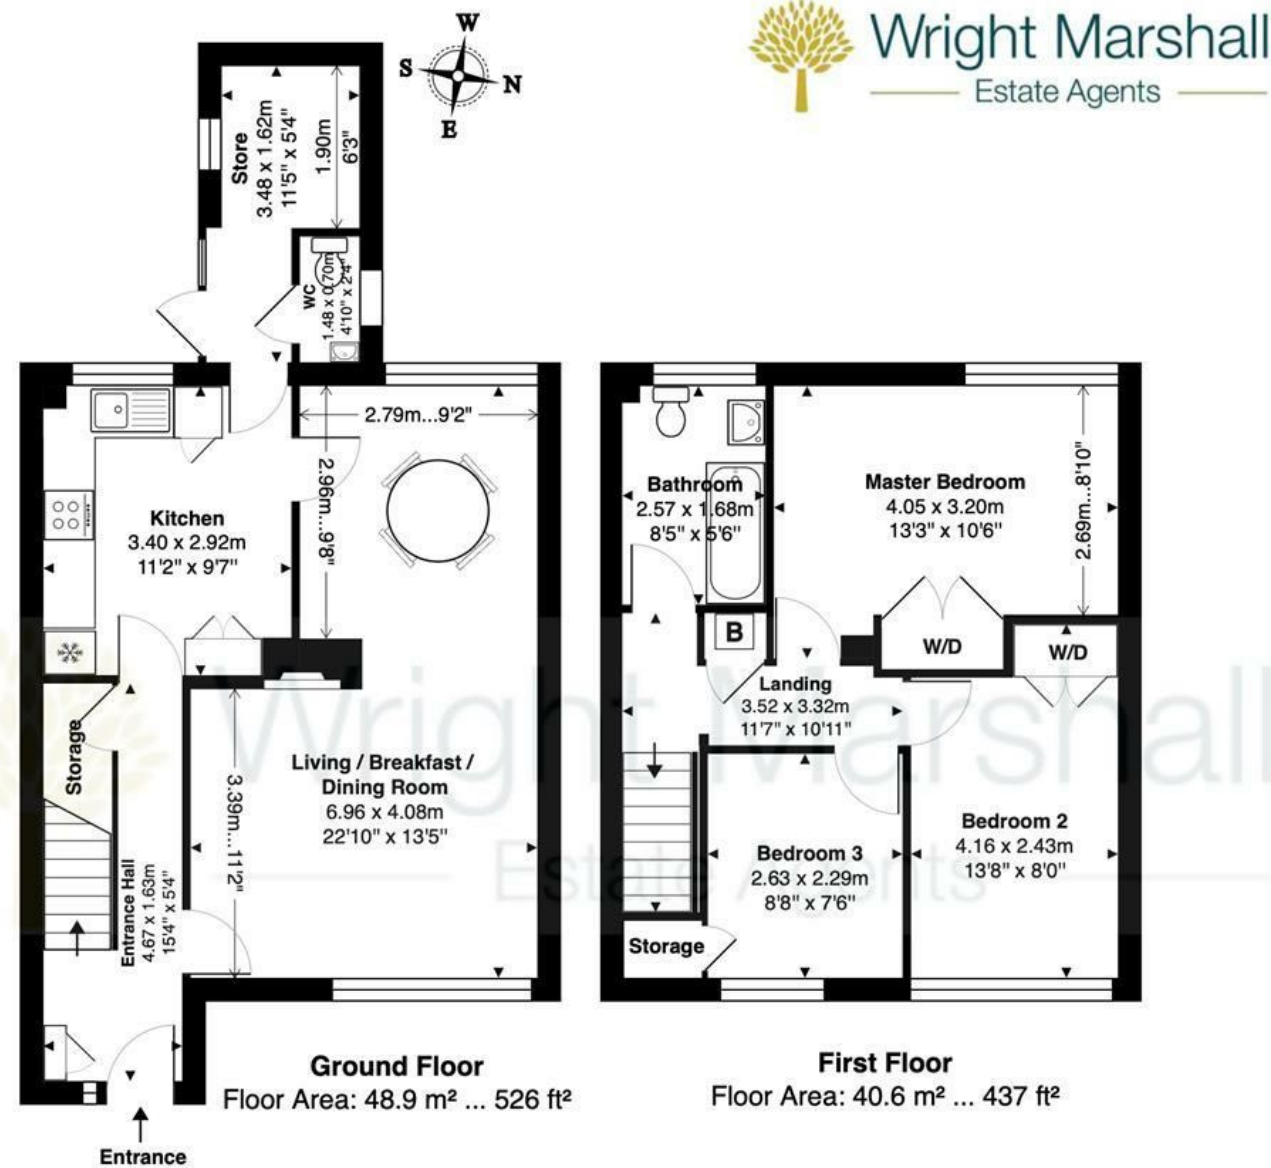 Wright Marshall
Estate Agents
W
S
N
E
Store
3.48 x 1.62m
11'5" x 5'4"
1.90m
6'3"
WC
1.48 x 0.70m
4'10" x 2'4"
2.79m...9'2"
2.96m...9'8"
Kitchen
3.40 x 2.92m
11'2" x 9'7"
Storage
Entrance Hall
4.67 x 1.63m
15'4" x 5'4"
3.39m...11'2"
Living / Breakfast /
Dining Room
6.96 x 4.08m
22'10" x 13'5"
Ground Floor
Floor Area: 48.9 m² ... 526 ft²
Entrance
Bathroom
2.57 x 1.68m
8'5" x 5'6"
Master Bedroom
4.05 x 3.20m
13'3" x 10'6"
2.69m...8'10"
B
W/D
W/D
Landing
3.52 x 3.32m
11'7" x 10'11"
Bedroom 3
2.63 x 2.29m
8'8" x 7'6"
Bedroom 2
4.16 x 2.43m
13'8" x 8'0"
Storage
First Floor
Floor Area: 40.6 m² ... 437 ft²
Wright Marshall
Estate Agents